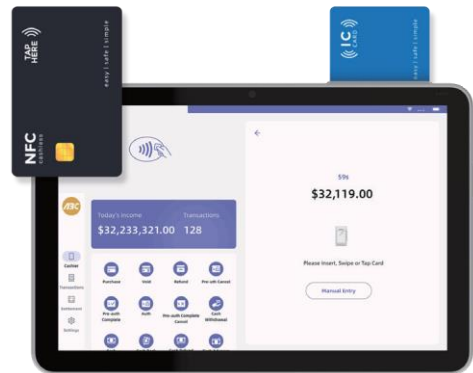 TAP
HERE
easy | safe | simple
NFC
cashless
IC
CARD
easy | safe | simple
59s
$32,119.00
Please Insert, Swipe or Tap Card
Manual Entry
Today's Income
Transactions
$32,233,321.00
128
Cashier
Transactions
Settlement
Settings
Purchase
Void
Refund
Pre-auth Cancel
Pre-auth
Complete
Auth
Pre-auth Complete
Cancel
Cash
Withdrawal